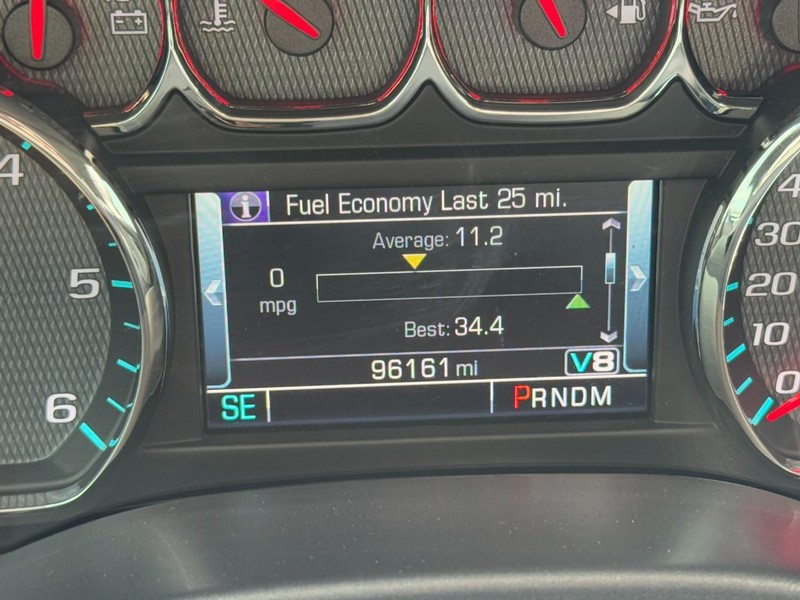 Fuel Economy Last 25 mi.
Average: 11.2
0
mpg
Best: 34.4
96161 mi
V8
SE
PRNDM
4
5
6
4
30
20
10
0